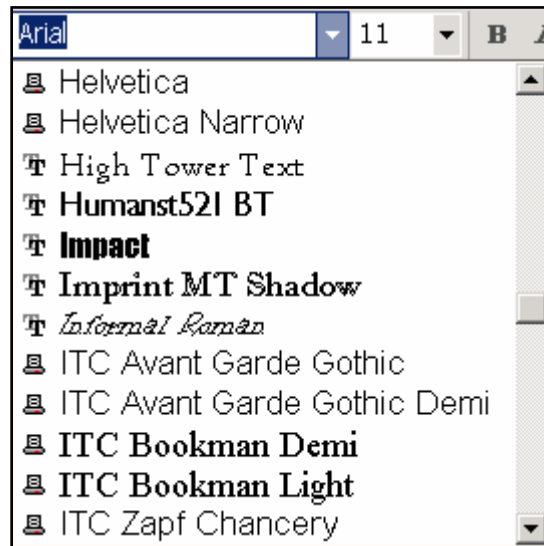 Arial 11 B
Helvetica
Helvetica Narrow
High Tower Text
Humanst521 BT
Impact
Imprint MT Shadow
Informal Roman
ITC Avant Garde Gothic
ITC Avant Garde Gothic Demi
ITC Bookman Demi
ITC Bookman Light
ITC Zapf Chancery